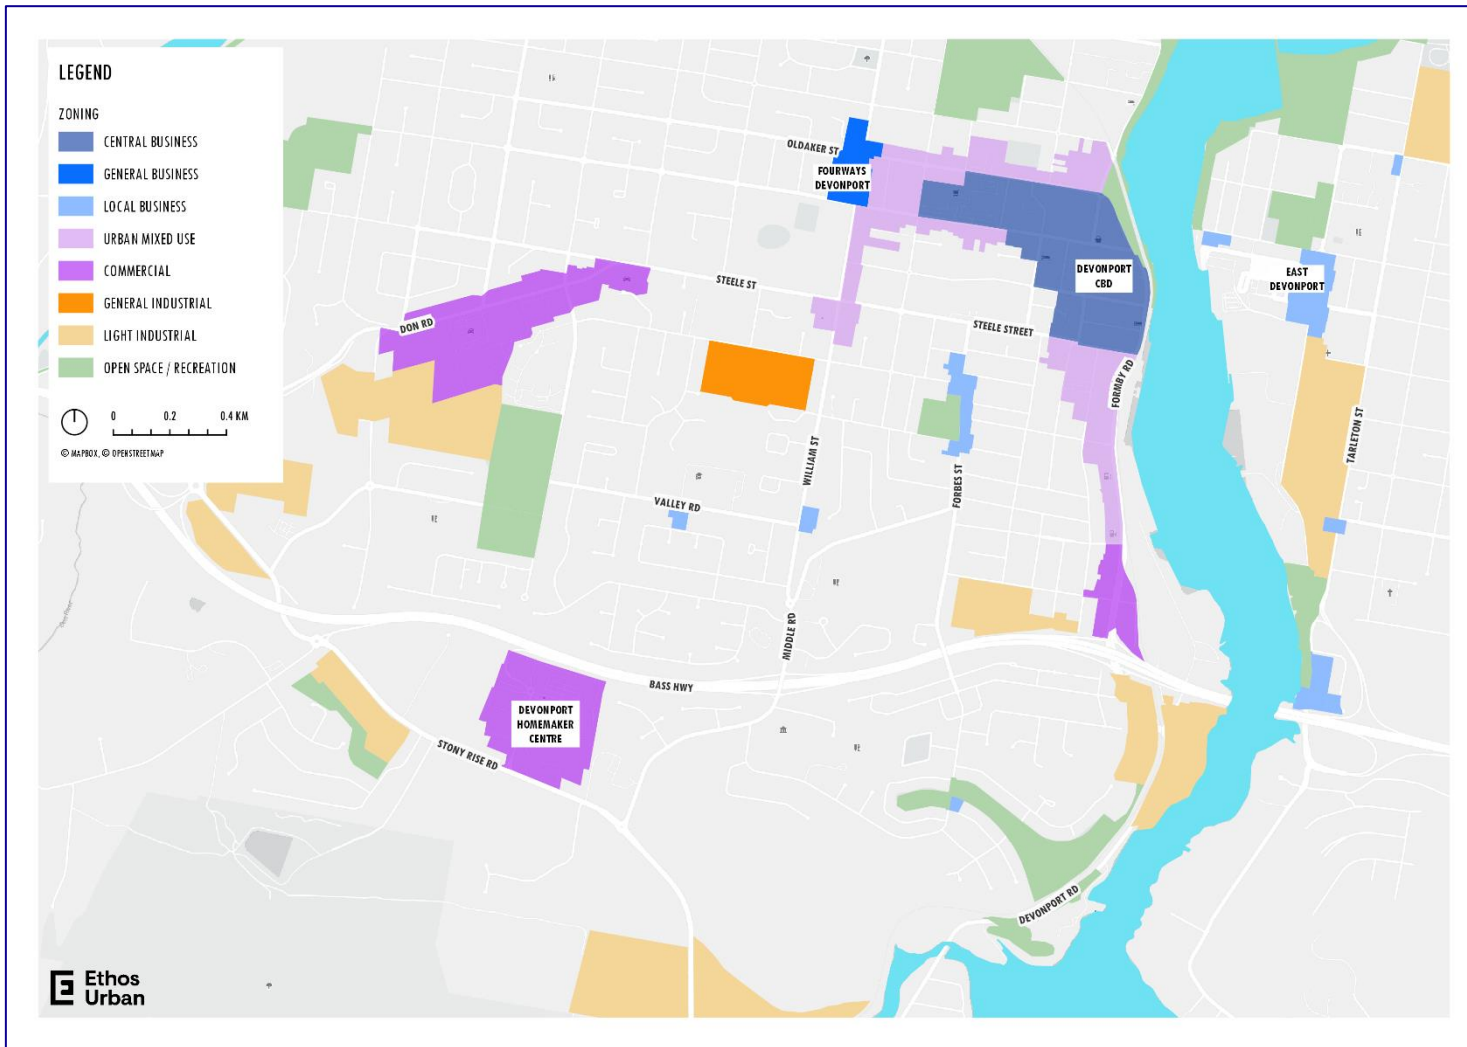 LEGEND
ZONING
CENTRAL BUSINESS
GENERAL BUSINESS
LOCAL BUSINESS
URBAN MIXED USE
COMMERCIAL
GENERAL INDUSTRIAL
LIGHT INDUSTRIAL
OPEN SPACE / RECREATION
0 0.2 0.4 KM
© MAPBOX, © OPENSTREETMAP
OLDAKER ST
FOURWAYS
DEVONPORT
DEVONPORT
CBD
EAST
DEVONPORT
STEELE ST
STEELE STREET
DON RD
FORMBY RD
TARLETON ST
WILLIAM ST
FORBES ST
VALLEY RD
MIDDLE RD
BASS HWY
DEVONPORT
HOMEMAKER
CENTRE
STONY RISE RD
DEVONPORT RD
Ethos
Urban